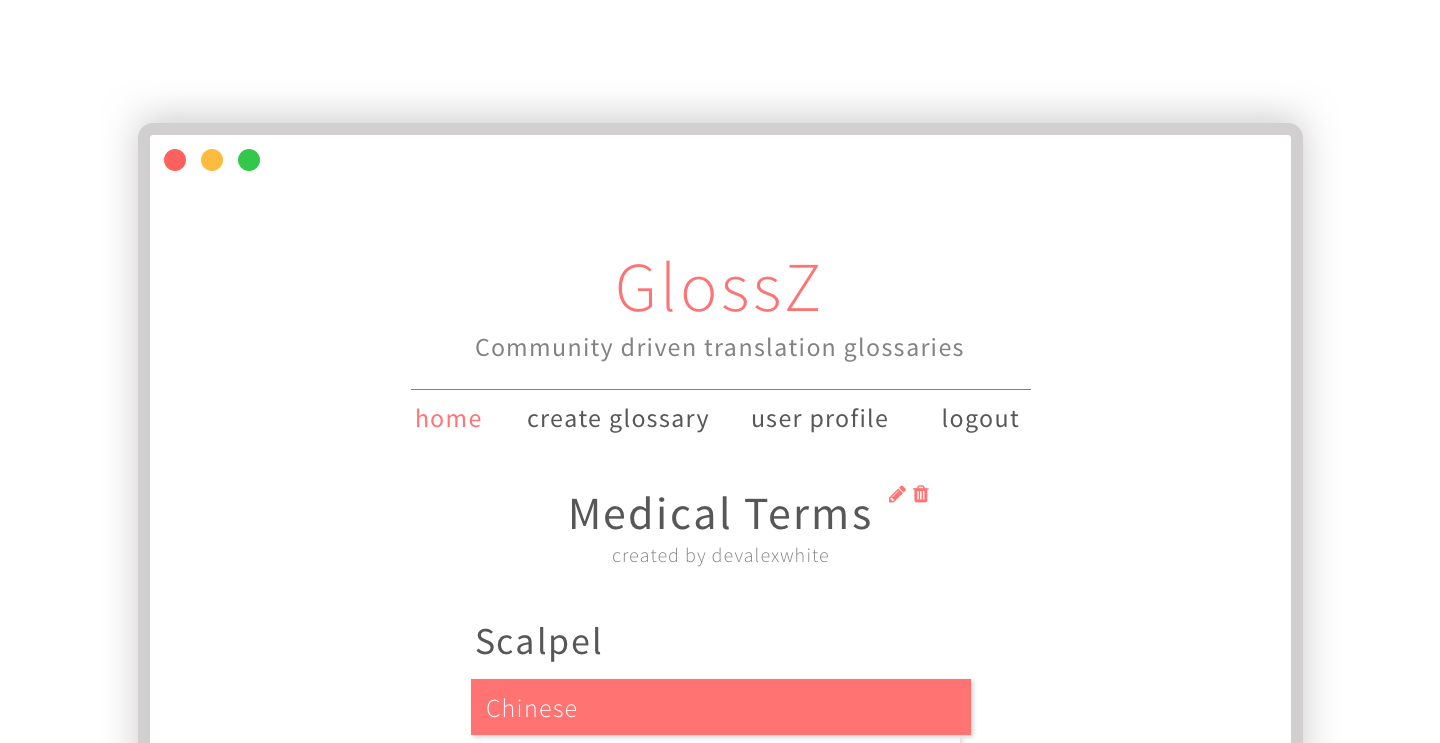 GlossZ
Community driven translation glossaries
home create glossary user profile logout
Medical Terms
created by devalexwhite
Scalpel
Chinese